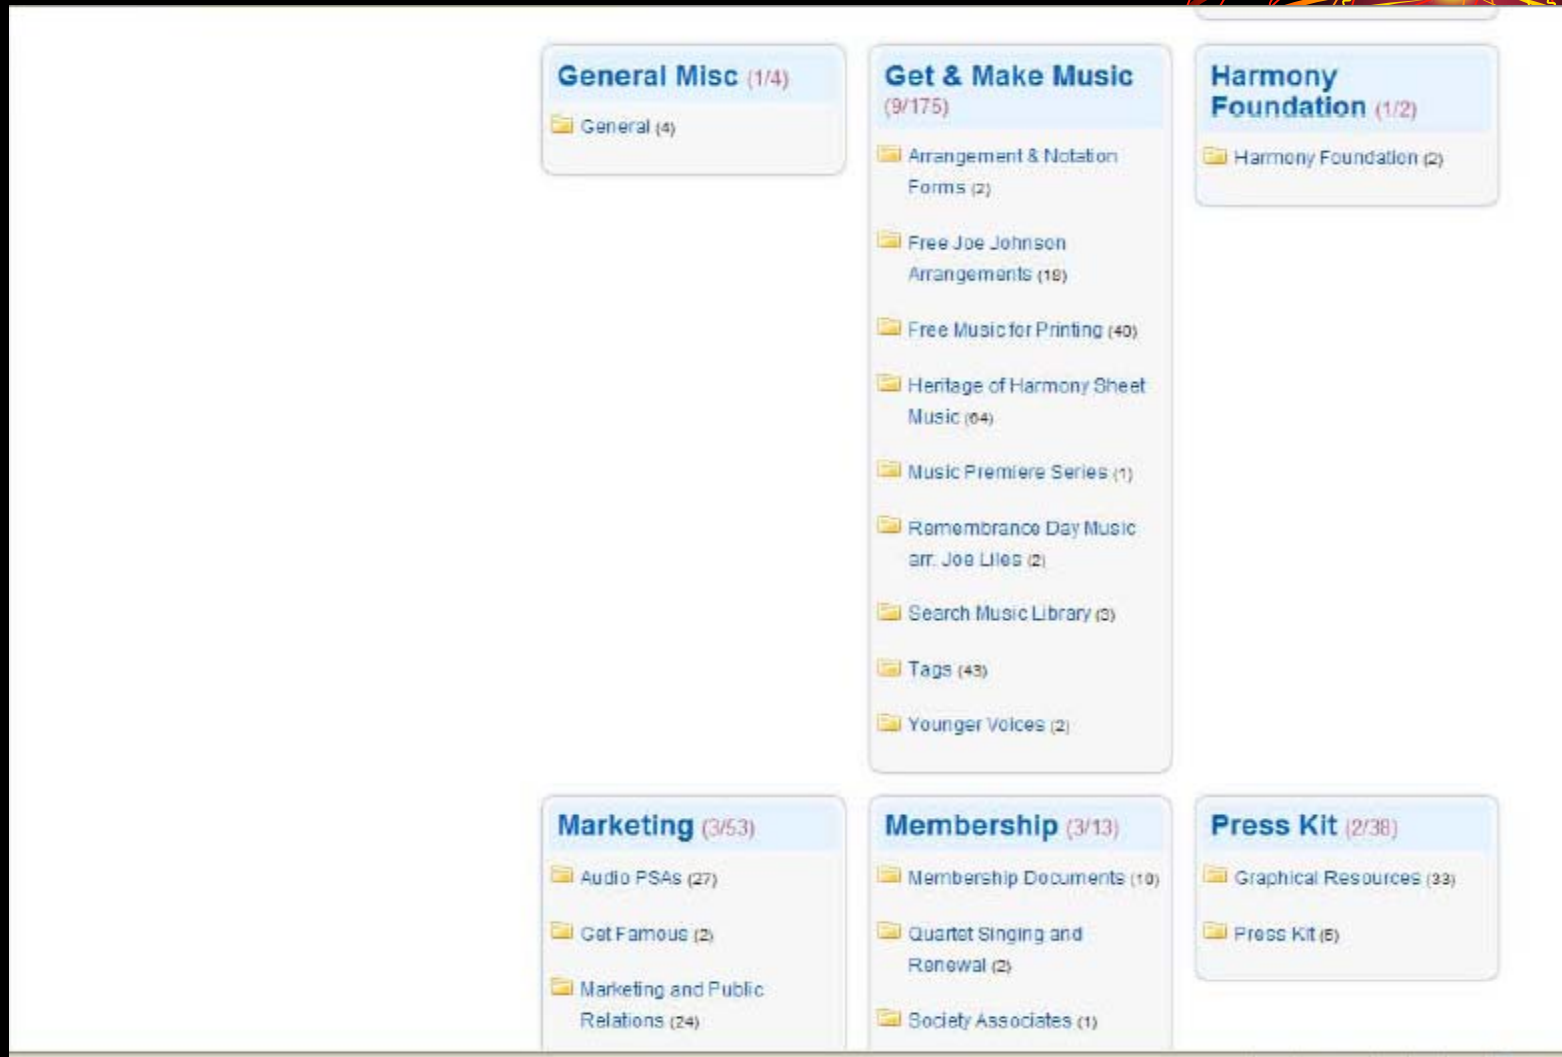 General Misc (1/4)
General (4)
Get & Make Music
(9/175)
Arrangement & Notation
Forms (2)
Free Joe Johnson
Arrangements (18)
Free Music for Printing (40)
Heritage of Harmony Sheet
Music (64)
Music Premiere Series (1)
Remembrance Day Music
arr. Joe Liles (2)
Search Music Library (3)
Tags (43)
Younger Voices (2)
Harmony
Foundation (1/2)
Harmony Foundation (2)
Marketing (3/53)
Audio PSAs (27)
Get Famous (2)
Marketing and Public
Relations (24)
Membership (3/13)
Membership Documents (10)
Quartet Singing and
Renewal (2)
Society Associates (1)
Press Kit (2/38)
Graphical Resources (33)
Press Kit (5)